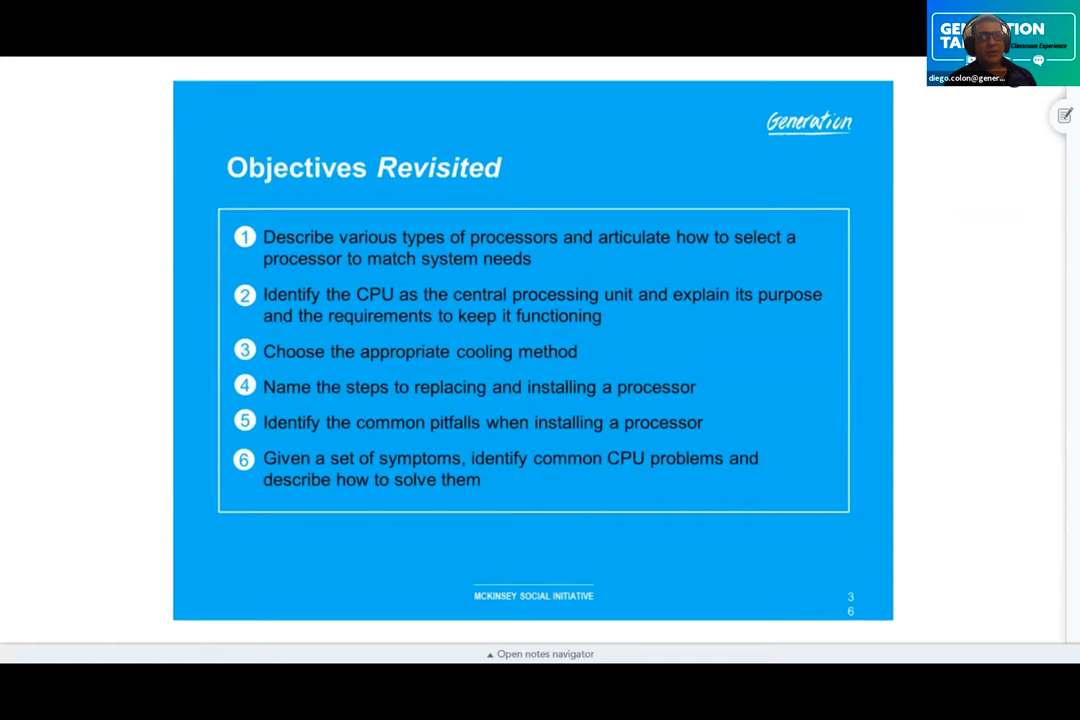 GENERATION
Classroom Experience
diego.colon@gener...
Generation
Objectives Revisited
1 Describe various types of processors and articulate how to select a
processor to match system needs
2 Identify the CPU as the central processing unit and explain its purpose
and the requirements to keep it functioning
3 Choose the appropriate cooling method
4 Name the steps to replacing and installing a processor
5 Identify the common pitfalls when installing a processor
6 Given a set of symptoms, identify common CPU problems and
describe how to solve them
MCKINSEY SOCIAL INITIATIVE
3
6
Open notes navigator